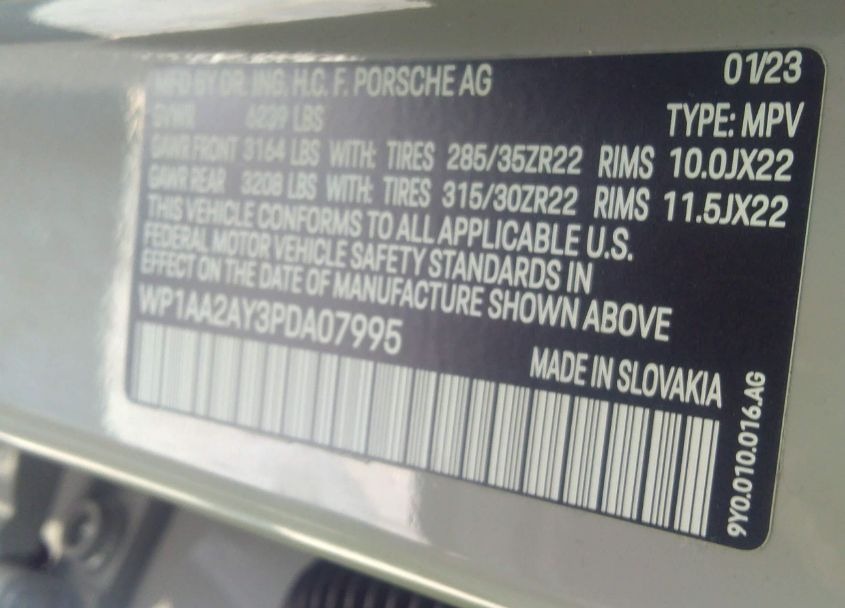 MFD BY DR. ING. H.C. F. PORSCHE AG 01/23
GVWR 6239 LBS TYPE: MPV
GAWR FRONT 3164 LBS WITH: TIRES 285/35ZR22 RIMS 10.0JX22
GAWR REAR 3208 LBS WITH: TIRES 315/30ZR22 RIMS 11.5JX22
THIS VEHICLE CONFORMS TO ALL APPLICABLE U.S.
FEDERAL MOTOR VEHICLE SAFETY STANDARDS IN
EFFECT ON THE DATE OF MANUFACTURE SHOWN ABOVE
WP1AA2AY3PDA07995
MADE IN SLOVAKIA
9Y0.010.016.AG